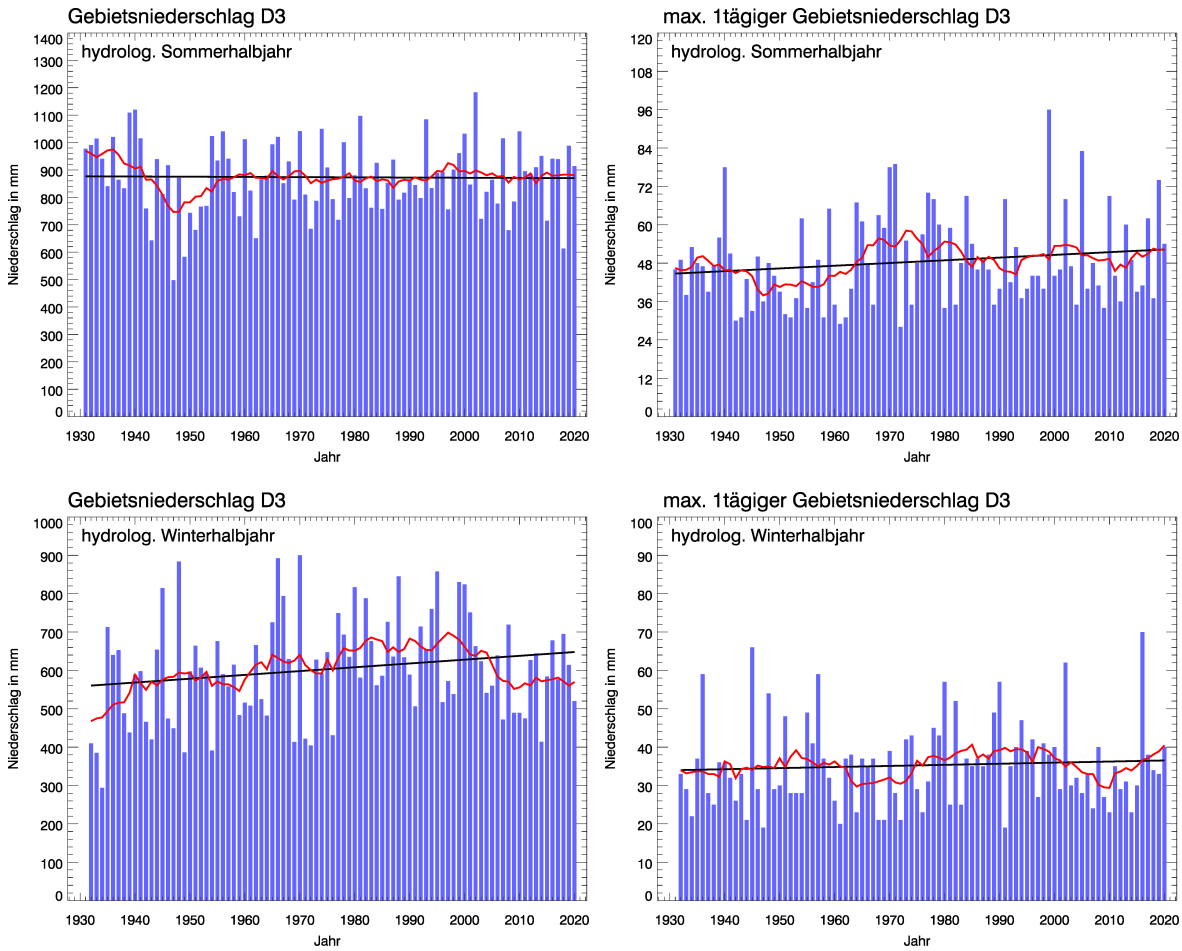 Gebietsniederschlag D3
hydrolog. Sommerhalbjahr
Niederschlag in mm
1400
1300
1200
1100
1000
900
800
700
600
500
400
300
200
100
0
1930 1940 1950 1960 1970 1980 1990 2000 2010 2020
Jahr
max. 1tägiger Gebietsniederschlag D3
hydrolog. Sommerhalbjahr
Niederschlag in mm
120
108
96
84
72
60
48
36
24
12
0
1930 1940 1950 1960 1970 1980 1990 2000 2010 2020
Jahr
Gebietsniederschlag D3
hydrolog. Winterhalbjahr
Niederschlag in mm
1000
900
800
700
600
500
400
300
200
100
0
1930 1940 1950 1960 1970 1980 1990 2000 2010 2020
Jahr
max. 1tägiger Gebietsniederschlag D3
hydrolog. Winterhalbjahr
Niederschlag in mm
100
90
80
70
60
50
40
30
20
10
0
1930 1940 1950 1960 1970 1980 1990 2000 2010 2020
Jahr